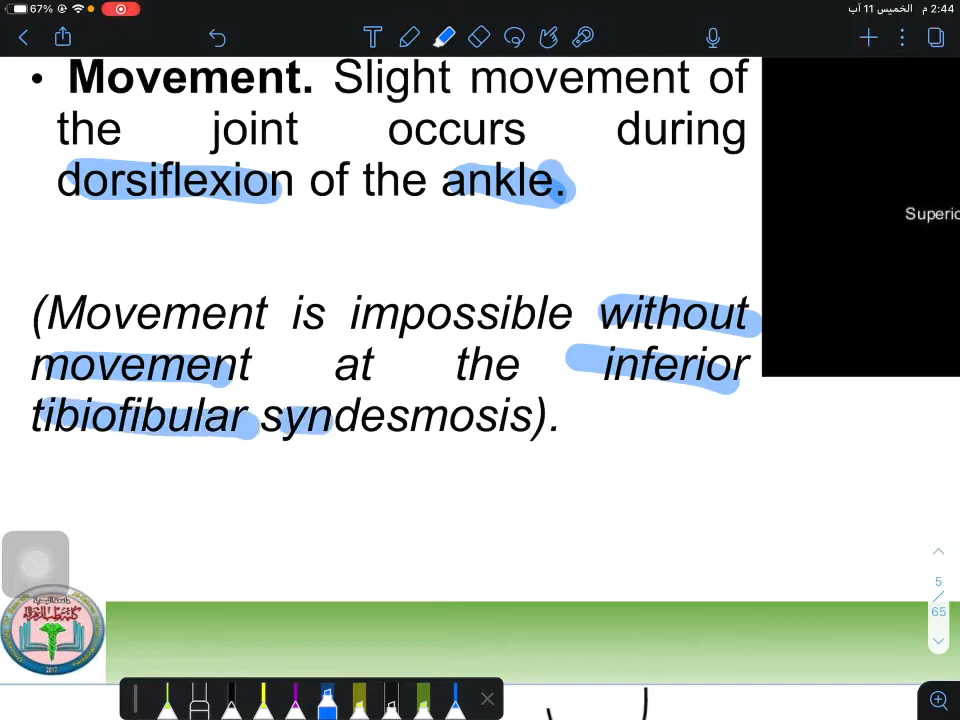 67%
2:44 م الخميس 11 آب
• Movement. Slight movement of
the joint occurs during
dorsiflexion of the ankle.
Superio
(Movement is impossible without
movement at the inferior
tibiofibular syndesmosis).
5
65
2017